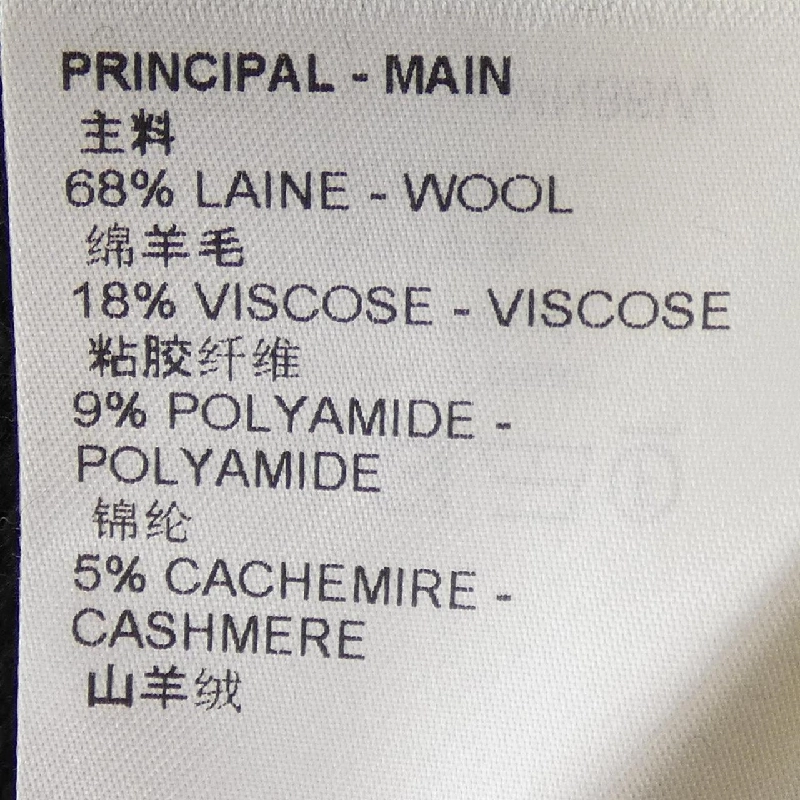 PRINCIPAL - MAIN
主料
68% LAINE - WOOL
绵羊毛
18% VISCOSE - VISCOSE
粘胶纤维
9% POLYAMIDE -
POLYAMIDE
锦纶
5% CACHEMIRE -
CASHMERE
山羊绒